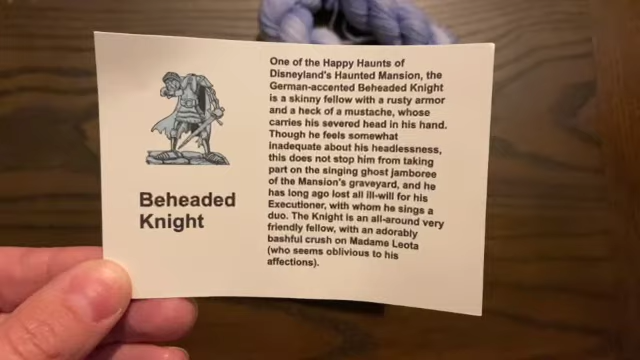 One of the Happy Haunts of
Disneyland's Haunted Mansion, the
German-accented Beheaded Knight
is a skinny fellow with a rusty armor
and a heck of a mustache, whose
carries his severed head in his hand.
Though he feels somewhat
inadequate about his headlessness,
this does not stop him from taking
part on the singing ghost jamboree
of the Mansion's graveyard, and he
has long ago lost all ill-will for his
Executioner, with whom he sings a
duo. The Knight is an all-around very
friendly fellow, with an adorably
bashful crush on Madame Leota
(who seems oblivious to his
affections).
Beheaded
Knight